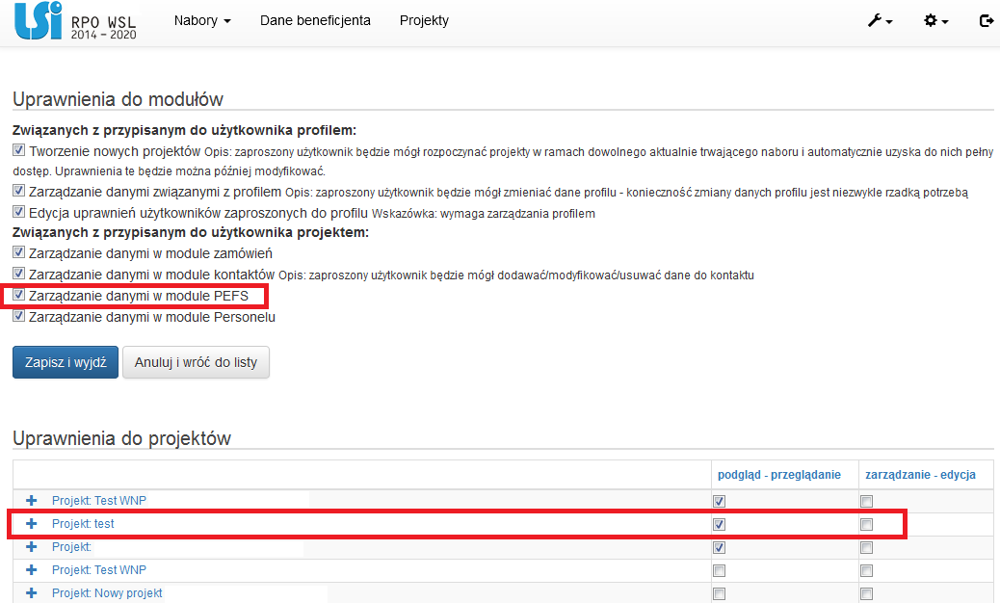 LSi RPO WSL
2014 – 2020
Nabory
Dane beneficjenta
Projekty
Uprawnienia do modułów
Związanych z przypisanym do użytkownika profilem:
Tworzenie nowych projektów Opis: zaproszony użytkownik będzie mógł rozpoczynać projekty w ramach dowolnego aktualnie trwającego naboru i automatycznie uzyska do nich pełny
dostęp. Uprawnienia te będzie można później modyfikować.
Zarządzanie danymi związanymi z profilem Opis: zaproszony użytkownik będzie mógł zmieniać dane profilu - konieczność zmiany danych profilu jest niezwykle rzadką potrzebą
Edycja uprawnień użytkowników zaproszonych do profilu Wskazówka: wymaga zarządzania profilem
Związanych z przypisanym do użytkownika projektem:
Zarządzanie danymi w module zamówień
Zarządzanie danymi w module kontaktów Opis: zaproszony użytkownik będzie mógł dodawać/modyfikować/usuwać dane do kontaktu
Zarządzanie danymi w module PEFS
Zarządzanie danymi w module Personelu
Zapisz i wyjdź
Anuluj i wróć do listy
Uprawnienia do projektów
podgląd - przeglądanie
zarządzanie - edycja
Projekt: Test WNP
Projekt: test
Projekt:
Projekt: Test WNP
Projekt: Nowy projekt